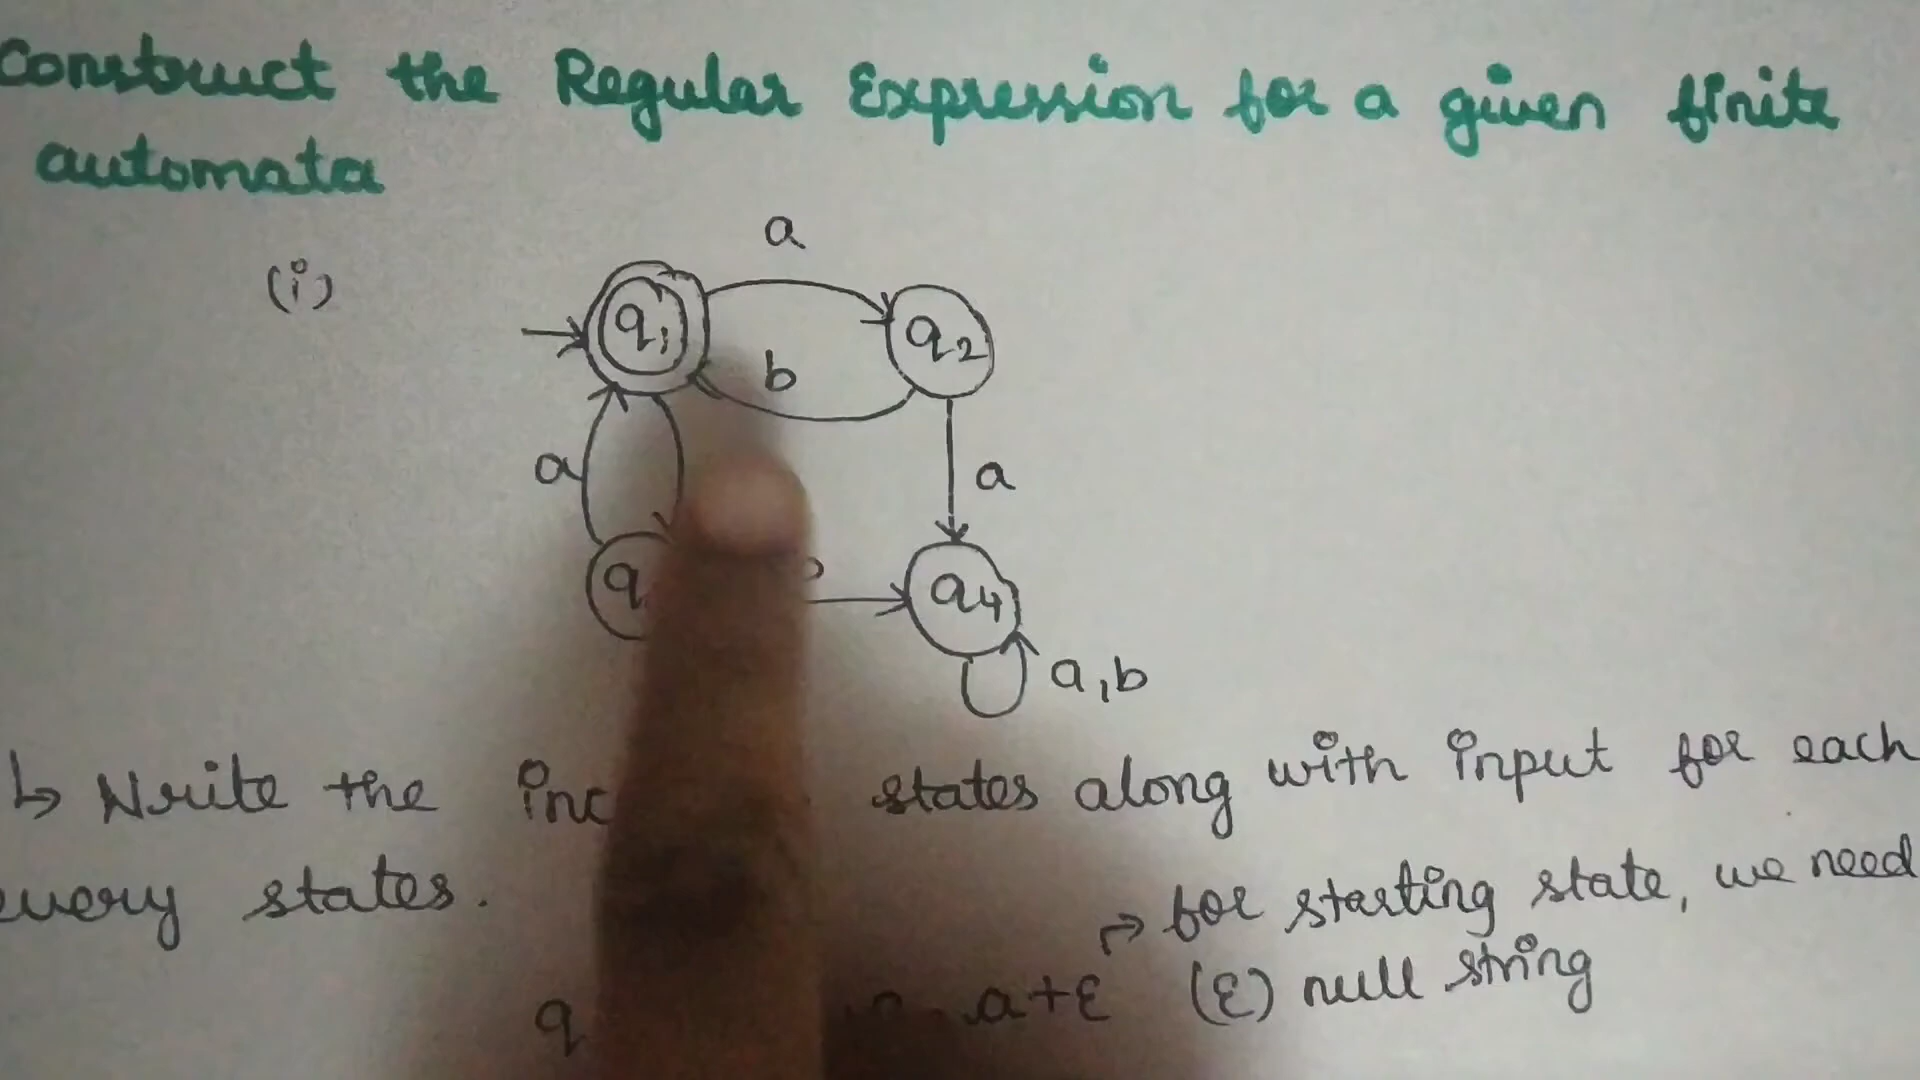 Construct the Regular Expression for a given finite
automata
(i)
a
q1
q2
b
a
a
q
q4
a,b
↳ Write the states along with input for each
every states.
↱ for starting state, we need
q a+ε (ε) null string